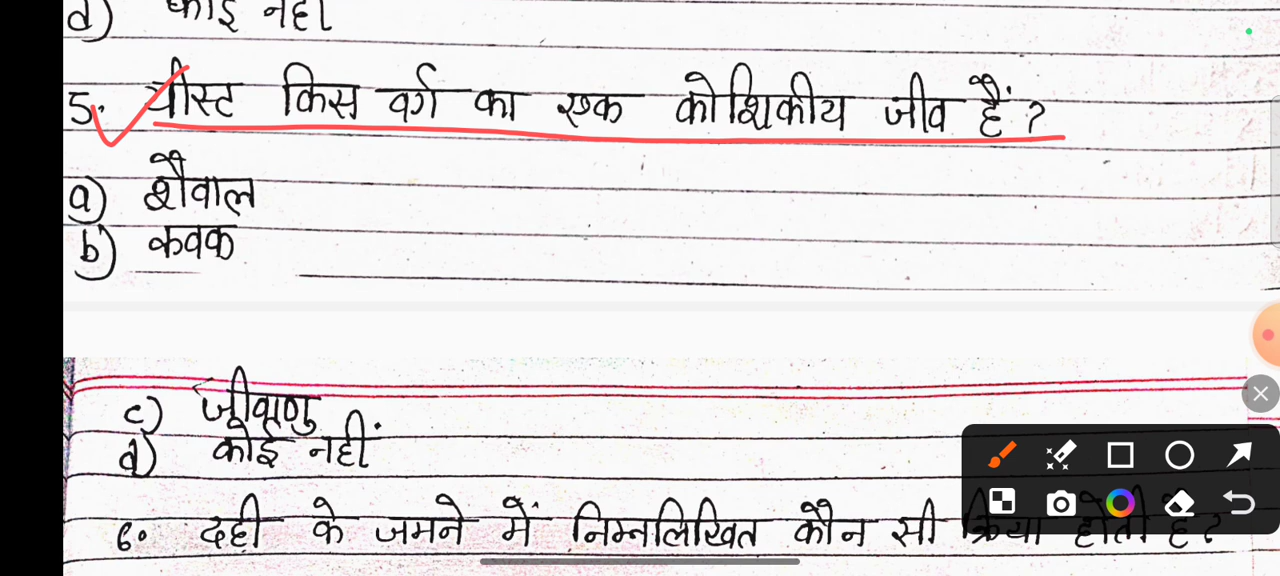 d) कोई नहीं
5. यीस्ट किस वर्ग का एक कोशिकीय जीव हैं?
a) शैवाल
b) कवक
c) जीवाणु
d) कोई नहीं
6. दही के जमने में निम्नलिखित कौन सी क्रिया होती है?